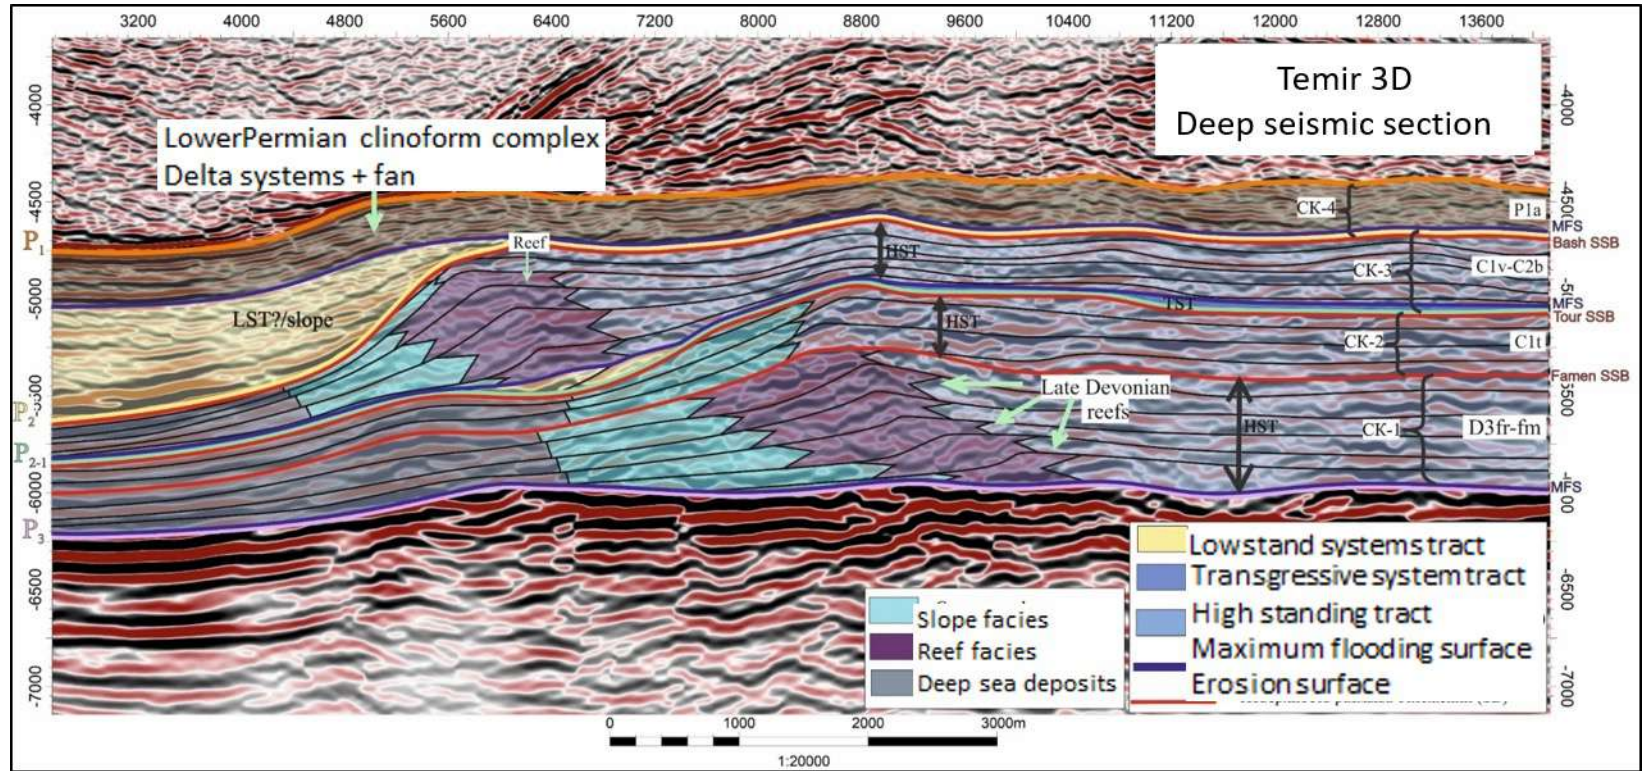 3200 4000 4800 5600 6400 7200 8000 8800 9600 10400 11200 12000 12800 13600
Temir 3D
Deep seismic section
-4000
-4000
LowerPermian clinoform complex
Delta systems + fan
-4500
CK-4
P1a
MFS
P1
Reef
Bash SSB
HST
CK-3
C1v-C2b
-5000
LST?/slope
TST
MFS
Tour SSB
HST
CK-2
C1t
Famen SSB
Late Devonian
reefs
P2
HST
CK-1
D3fr-fm
P2-1
-6000
MFS
P3
-6500
-6500
Lowstand systems tract
Transgressive system tract
High standing tract
Maximum flooding surface
Erosion surface
Slope facies
Reef facies
Deep sea deposits
-7000
-7000
0 1000 2000 3000m
1:20000